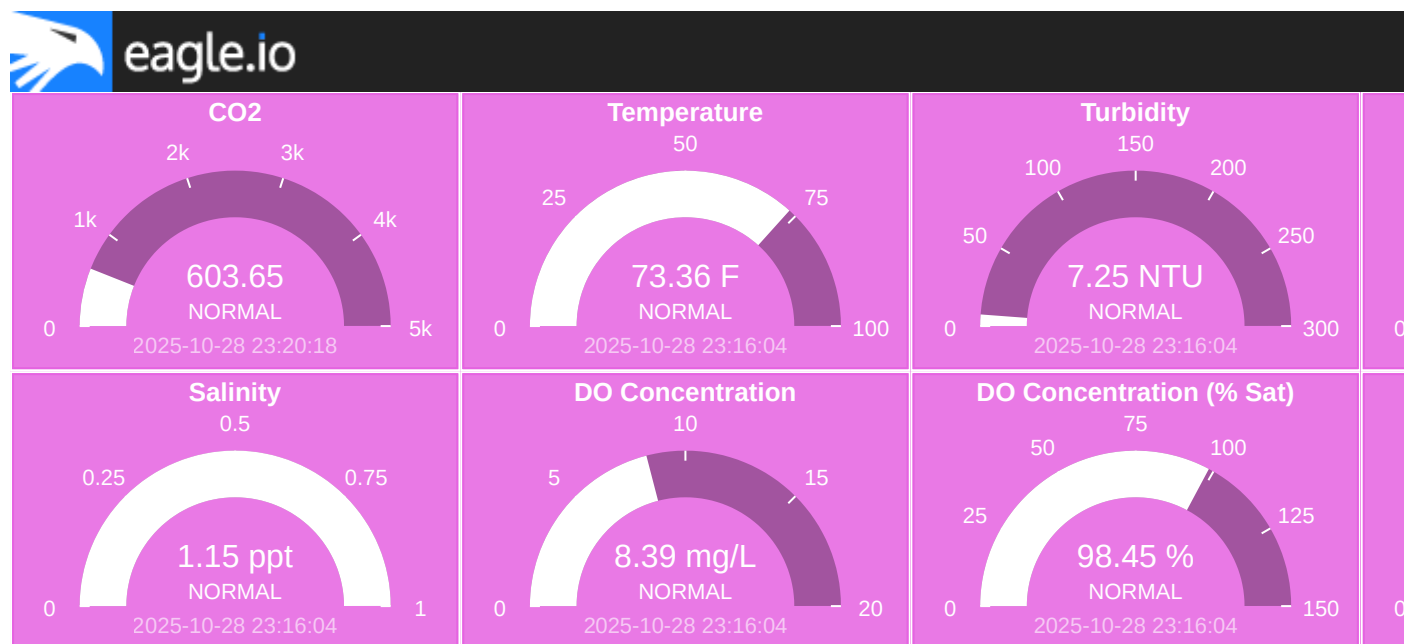 eagle.io
CO2
0
1k
2k
3k
4k
5k
603.65
NORMAL
2025-10-28 23:20:18
Temperature
0
25
50
75
100
73.36 F
NORMAL
2025-10-28 23:16:04
Turbidity
0
50
100
150
200
250
300
7.25 NTU
NORMAL
2025-10-28 23:16:04
0
Salinity
0
0.25
0.5
0.75
1
1.15 ppt
NORMAL
2025-10-28 23:16:04
DO Concentration
0
5
10
15
20
8.39 mg/L
NORMAL
2025-10-28 23:16:04
DO Concentration (% Sat)
0
25
50
75
100
125
150
98.45 %
NORMAL
2025-10-28 23:16:04
0